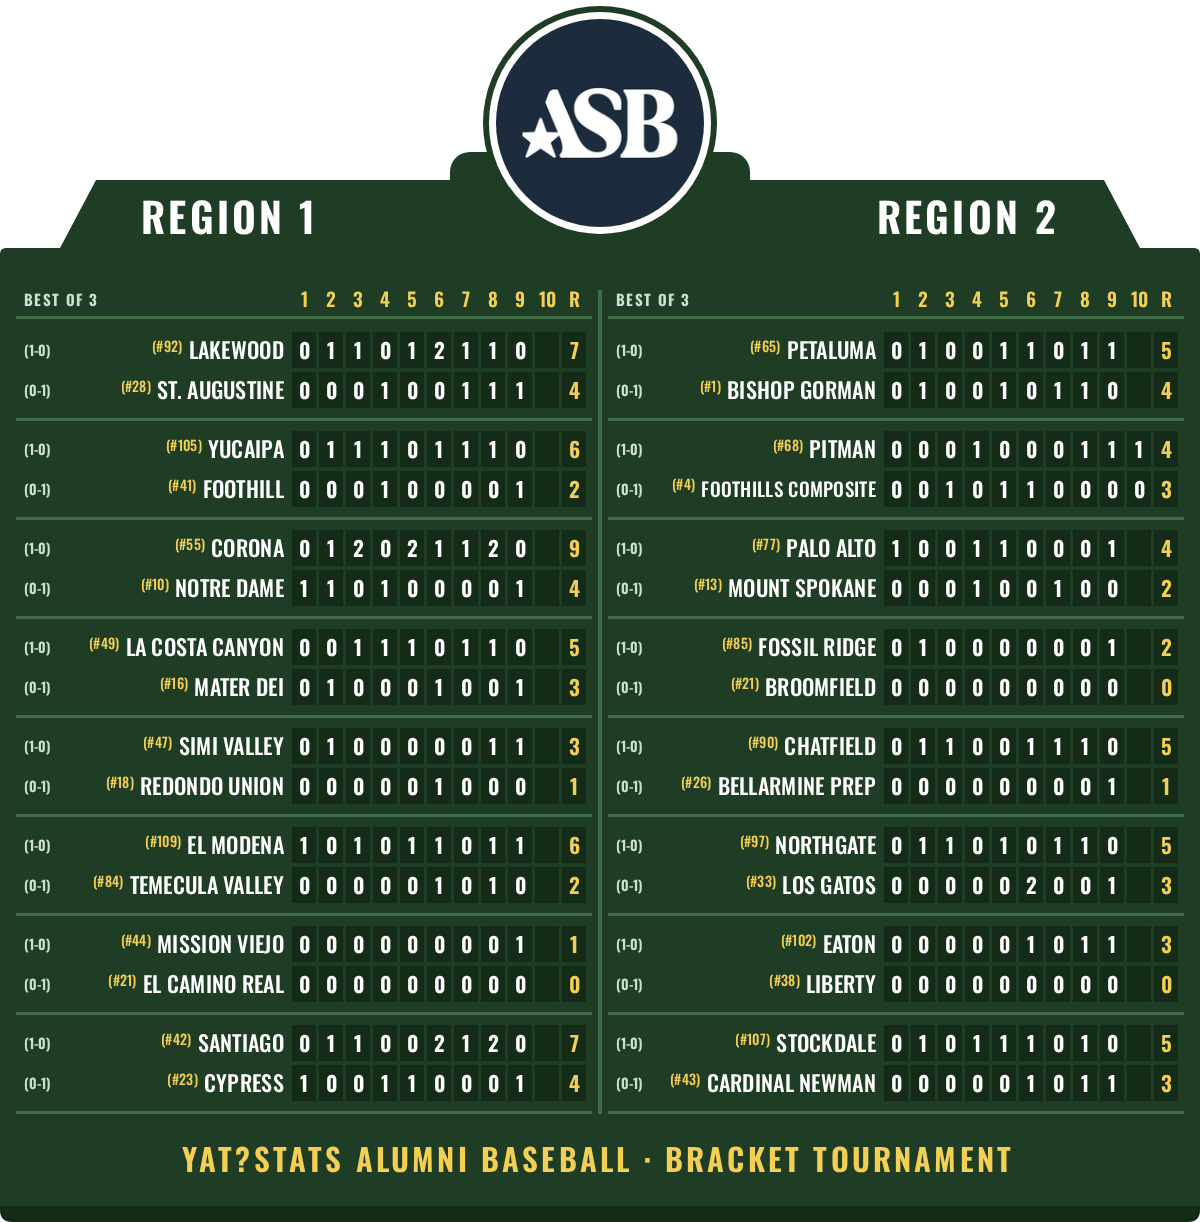 ASB
REGION 1
REGION 2
BEST OF 3 1 2 3 4 5 6 7 8 9 10 R
(1-0) (#92) LAKEWOOD 0 1 1 0 1 2 1 1 0 7
(0-1) (#28) ST. AUGUSTINE 0 0 0 1 0 0 1 1 1 4
(1-0) (#105) YUCAIPA 0 1 1 1 0 1 1 1 0 6
(0-1) (#41) FOOTHILL 0 0 0 1 0 0 0 0 1 2
(1-0) (#55) CORONA 0 1 2 0 2 1 1 2 0 9
(0-1) (#10) NOTRE DAME 1 1 0 1 0 0 0 0 1 4
(1-0) (#49) LA COSTA CANYON 0 0 1 1 1 0 1 1 0 5
(0-1) (#16) MATER DEI 0 1 0 0 0 1 0 0 1 3
(1-0) (#47) SIMI VALLEY 0 1 0 0 0 0 0 1 1 3
(0-1) (#18) REDONDO UNION 0 0 0 0 0 1 0 0 0 1
(1-0) (#109) EL MODENA 1 0 1 0 1 1 0 1 1 6
(0-1) (#84) TEMECULA VALLEY 0 0 0 0 0 1 0 1 0 2
(1-0) (#44) MISSION VIEJO 0 0 0 0 0 0 0 0 1 1
(0-1) (#21) EL CAMINO REAL 0 0 0 0 0 0 0 0 0 0
(1-0) (#42) SANTIAGO 0 1 1 0 0 2 1 2 0 7
(0-1) (#23) CYPRESS 1 0 0 1 1 0 0 0 1 4
BEST OF 3 1 2 3 4 5 6 7 8 9 10 R
(1-0) (#65) PETALUMA 0 1 0 0 1 1 0 1 1 5
(0-1) (#1) BISHOP GORMAN 0 1 0 0 1 0 1 1 0 4
(1-0) (#68) PITMAN 0 0 0 1 0 0 0 1 1 1 4
(0-1) (#4) FOOTHILLS COMPOSITE 0 0 1 0 1 1 0 0 0 0 3
(1-0) (#77) PALO ALTO 1 0 0 1 1 0 0 0 1 4
(0-1) (#13) MOUNT SPOKANE 0 0 0 1 0 0 1 0 0 2
(1-0) (#85) FOSSIL RIDGE 0 1 0 0 0 0 0 0 1 2
(0-1) (#21) BROOMFIELD 0 0 0 0 0 0 0 0 0 0
(1-0) (#90) CHATFIELD 0 1 1 0 0 1 1 1 0 5
(0-1) (#26) BELLARMINE PREP 0 0 0 0 0 0 0 0 1 1
(1-0) (#97) NORTHGATE 0 1 1 0 1 0 1 1 0 5
(0-1) (#33) LOS GATOS 0 0 0 0 0 2 0 0 1 3
(1-0) (#102) EATON 0 0 0 0 0 1 0 1 1 3
(0-1) (#38) LIBERTY 0 0 0 0 0 0 0 0 0 0
(1-0) (#107) STOCKDALE 0 1 0 1 1 1 0 1 0 5
(0-1) (#43) CARDINAL NEWMAN 0 0 0 0 0 1 0 1 1 3
YAT?STATS ALUMNI BASEBALL · BRACKET TOURNAMENT